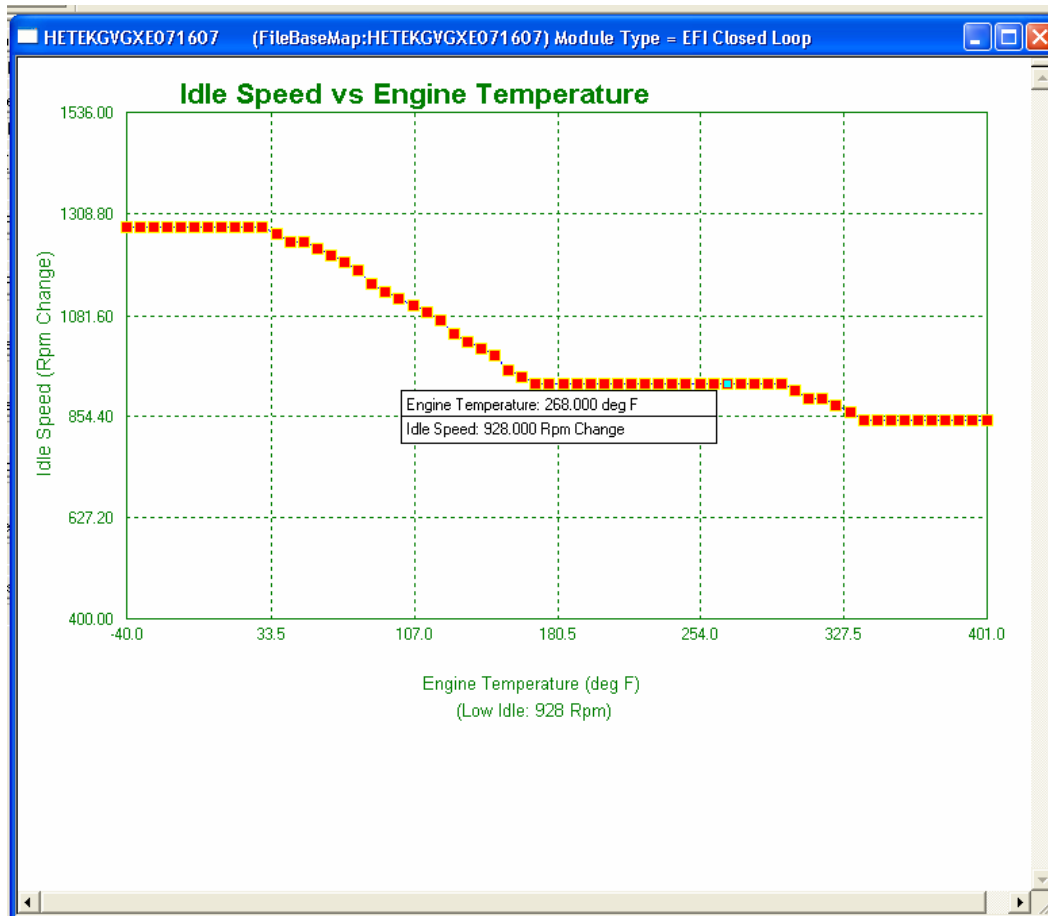 HETEKGVGXE071607 (FileBaseMap:HETEKGVGXE071607) Module Type = EFI Closed Loop
Idle Speed vs Engine Temperature
1536.00
1308.80
1081.60
854.40
627.20
400.00
Idle Speed (Rpm Change)
Engine Temperature: 268.000 deg F
Idle Speed: 928.000 Rpm Change
-40.0 33.5 107.0 180.5 254.0 327.5 401.0
Engine Temperature (deg F)
(Low Idle: 928 Rpm)